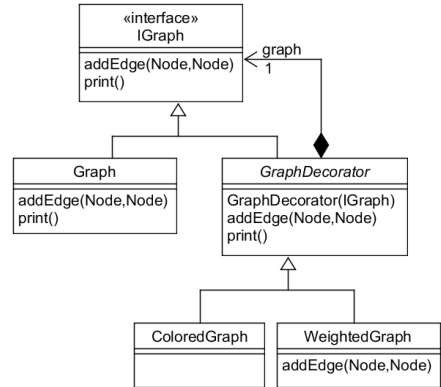 «interface»
IGraph
addEdge(Node,Node)
print()
graph
1
Graph
addEdge(Node,Node)
print()
GraphDecorator
GraphDecorator(IGraph)
addEdge(Node,Node)
print()
ColoredGraph
WeightedGraph
addEdge(Node,Node)